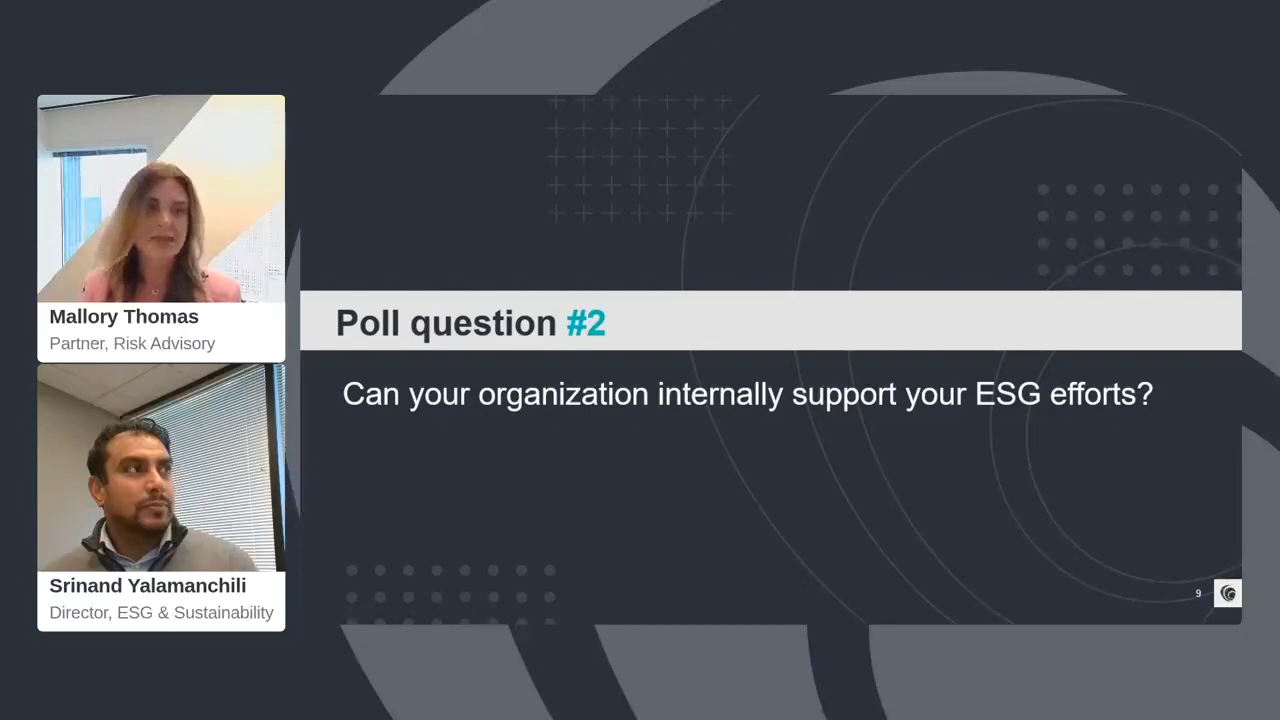 Mallory Thomas
Partner, Risk Advisory
Srinand Yalamanchili
Director, ESG & Sustainability
Poll question #2
Can your organization internally support your ESG efforts?
9